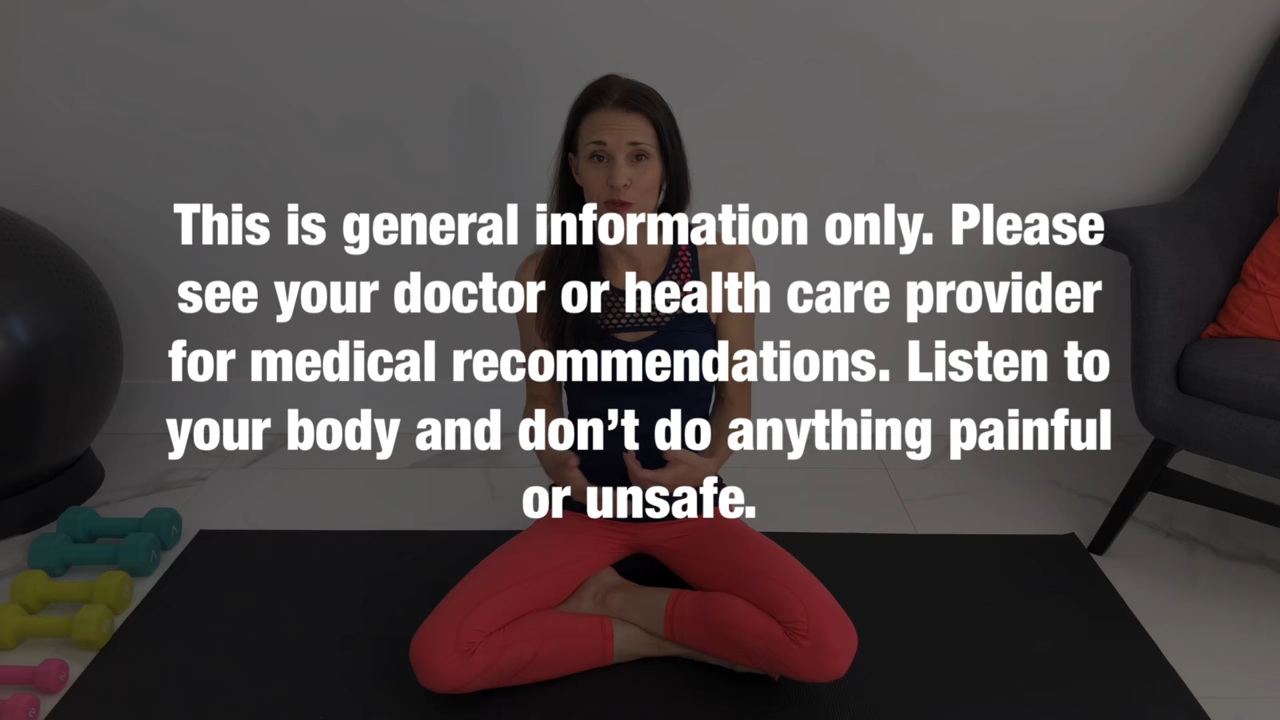 This is general information only. Please
see your doctor or health care provider
for medical recommendations. Listen to
your body and don’t do anything painful
or unsafe.